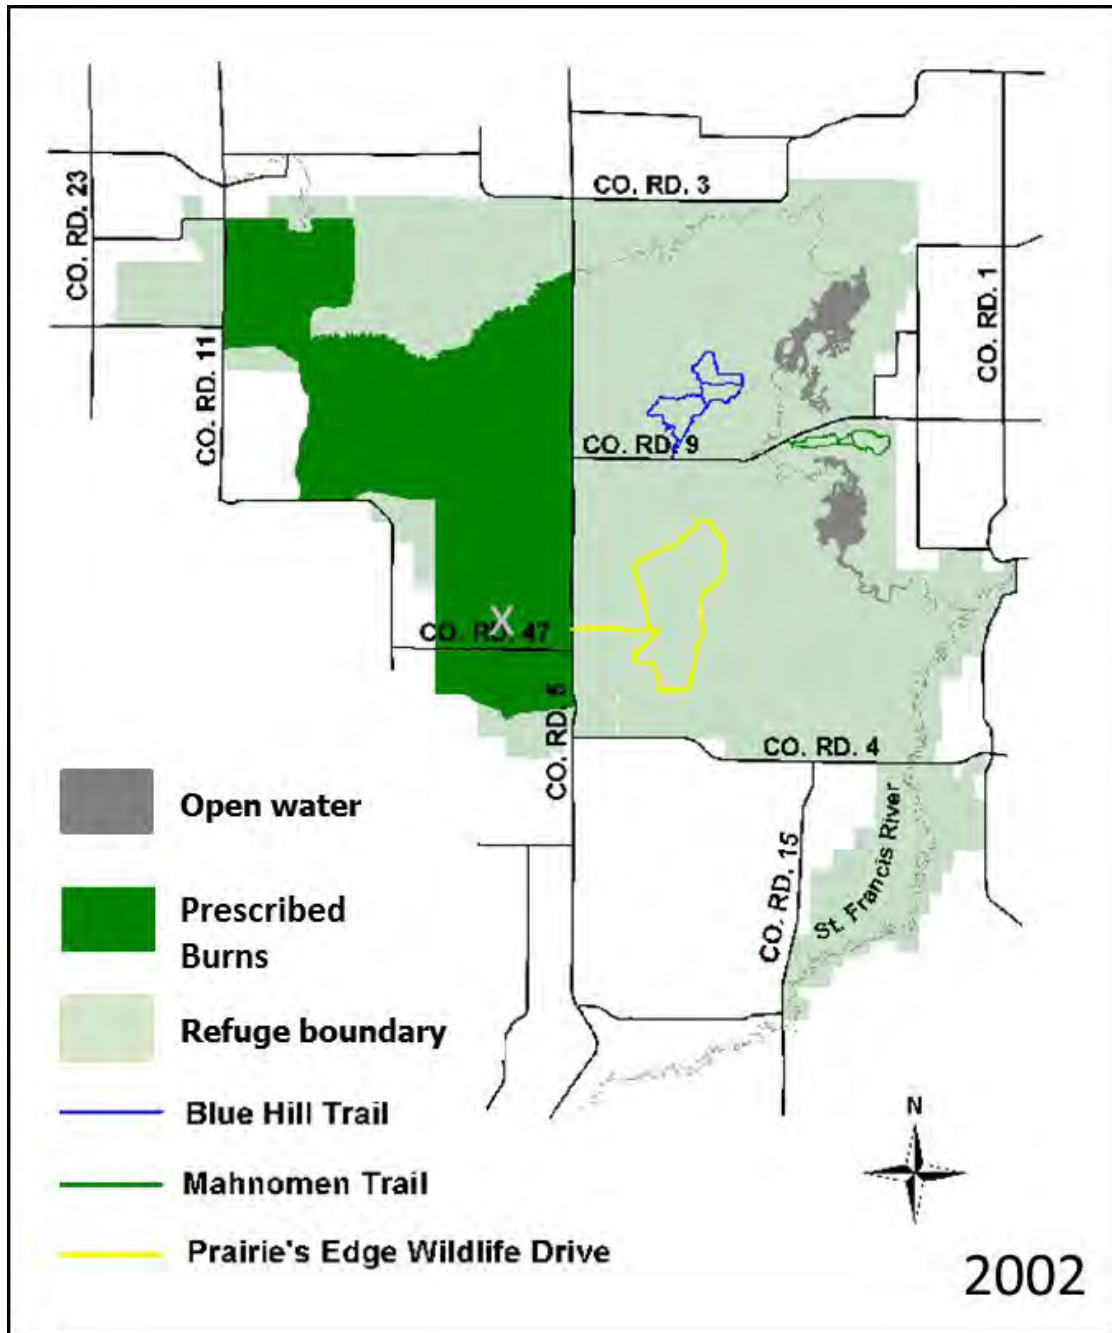 CO. RD. 3
CO. RD. 23
CO. RD. 1
CO. RD. 11
CO. RD. 9
X
CO. RD. 47
CO. RD. 5
CO. RD. 4
CO. RD. 15
St. Francis River
Open water
Prescribed
Burns
Refuge boundary
Blue Hill Trail
Mahnomen Trail
Prairie's Edge Wildlife Drive
N
2002